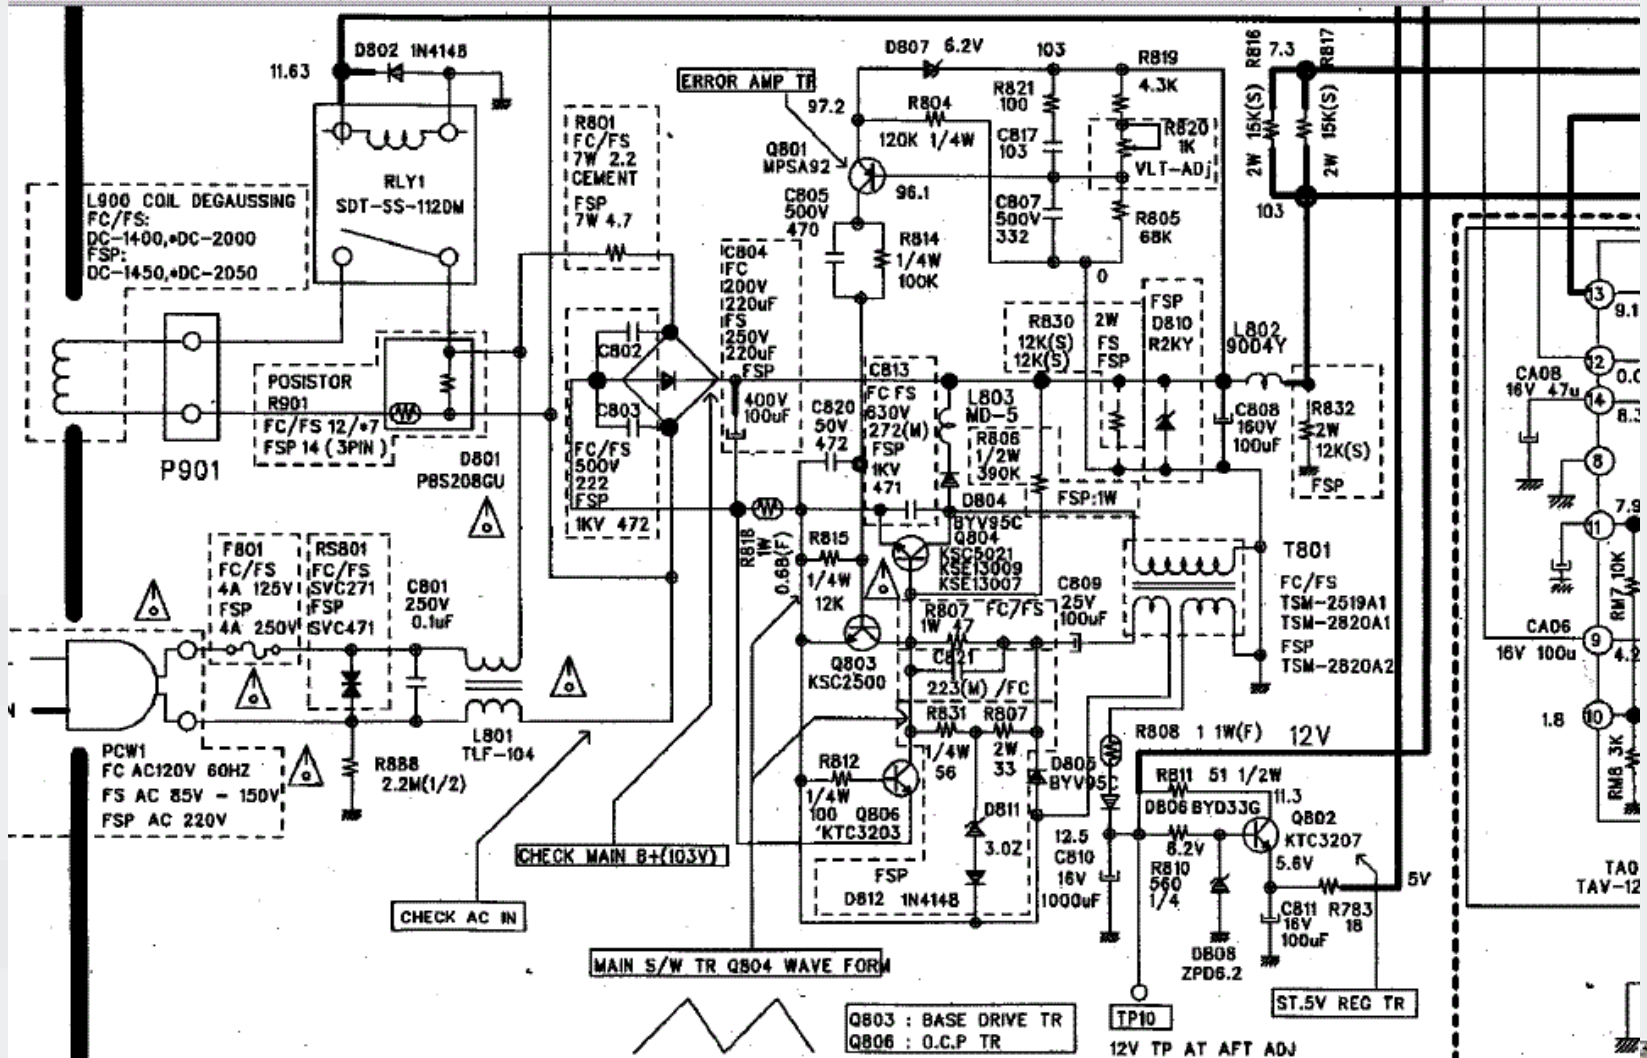 D802 1N4148
11.63
RLY1
SDT-SS-112DM
L900 COIL DEGAUSSING
FC/FS:
DC-1400,*DC-2000
FSP:
DC-1450,*DC-2050
P901
POSISTOR
R901
FC/FS 12/*7
FSP 14 (3PIN)
D801
PBS208GU
R801
FC/FS
7W 2.2
CEMENT
FSP
7W 4.7
C802
C803
FC/FS
500V
222
FSP
1KV 472
C804
FC
200V
220uF
FS
250V
220uF
FSP
400V
100uF
ERROR AMP TR
97.2
D807 6.2V
103
R819
4.3K
R821
100
R804
120K 1/4W
C817
103
R820
1K
VLT-ADj
Q801
MPSA92
96.1
C805
500V
470
C807
500V
332
R805
68K
R814
1/4W
100K
0
R816
2W 15K(S)
7.3
R817
2W 15K(S)
103
R830
12K(S)
12K(S)
2W
FS
FSP
FSP
D810
R2KY
L802
9004Y
C813
FC FS
630V
272(M)
FSP
1KV
471
C820
50V
472
L803
MD-5
R806
1/2W
390K
FSP:1W
C808
160V
100uF
R832
2W
12K(S)
FSP
D804
BYV95C
Q804
KSC5021
KSE13009
KSE13007
R818
1W
0.68(F)
R815
1/4W
12K
C809
25V
100uF
T801
FC/FS
TSM-2519A1
TSM-2820A1
FSP
TSM-2820A2
R807 FC/FS
1W 47
C821
223(M) /FC
Q803
KSC2500
R831
1/4W
56
R807
2W
33
R812
1/4W
100
Q806
KTC3203
D811
3.0Z
D805
BYV95
FSP
D812 1N4148
R808 1 1W(F)
12V
R811 51 1/2W
11.3
D806 BYD33G
Q802
KTC3207
12.5
8.2V
5.6V
C810
16V
1000uF
R810
560
1/4
5V
C811
16V
100uF
R783
18
D808
ZPD6.2
TP10
12V TP AT AFT ADJ
ST.5V REG TR
F801
FC/FS
4A 125V
FSP
4A 250V
RS801
FC/FS
SVC271
FSP
SVC471
C801
250V
0.1uF
L801
TLF-104
R888
2.2M(1/2)
PCW1
FC AC120V 60HZ
FS AC 85V - 150V
FSP AC 220V
CHECK AC IN
CHECK MAIN B+(103V)
MAIN S/W TR Q804 WAVE FORM
Q803 : BASE DRIVE TR
Q806 : O.C.P TR
13
9.1
12
CA08
16V 47u
14
8.3
8
7.9
11
RM7 10K
CA06
16V 100u
9
4.2
1.8
10
RM8 3K
TA0
TAV-12